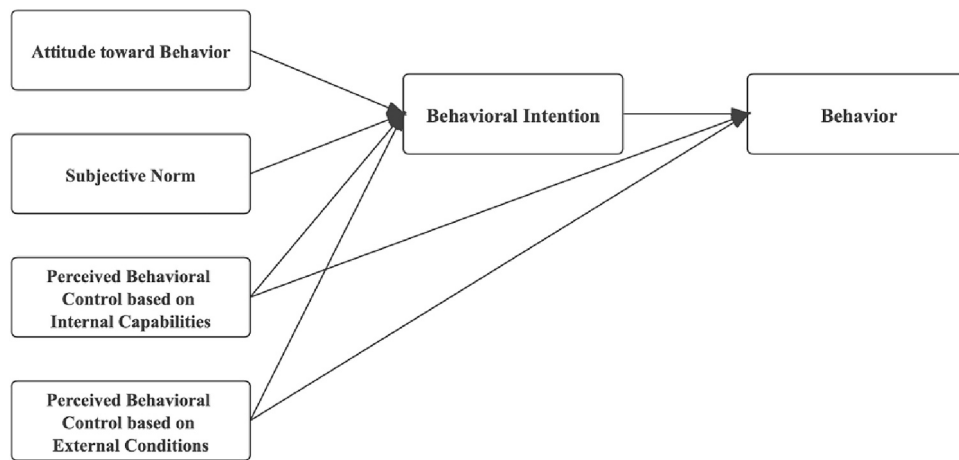 Attitude toward Behavior
Subjective Norm
Perceived Behavioral
Control based on
Internal Capabilities
Perceived Behavioral
Control based on
External Conditions
Behavioral Intention
Behavior